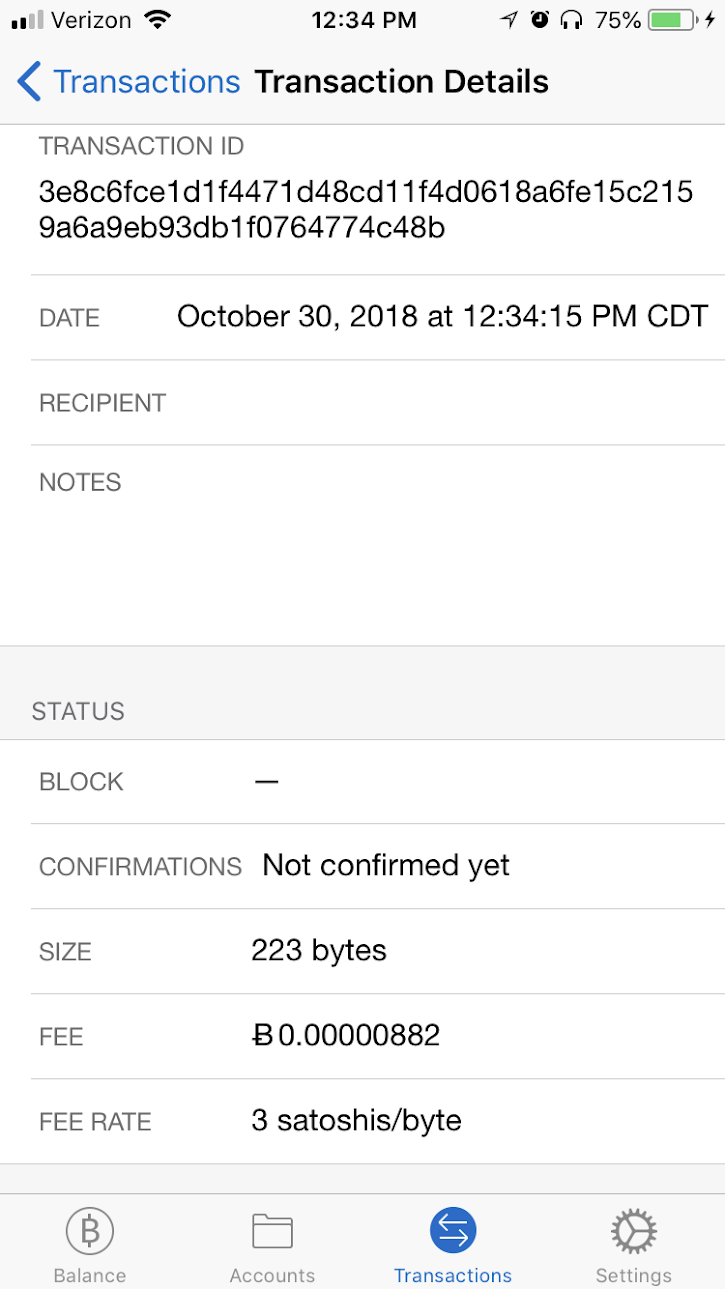 Verizon 12:34 PM 75%
Transactions Transaction Details
TRANSACTION ID
3e8c6fce1d1f4471d48cd11f4d0618a6fe15c215
9a6a9eb93db1f0764774c48b
DATE October 30, 2018 at 12:34:15 PM CDT
RECIPIENT
NOTES
STATUS
BLOCK —
CONFIRMATIONS Not confirmed yet
SIZE 223 bytes
FEE Ƀ0.00000882
FEE RATE 3 satoshis/byte
Balance Accounts Transactions Settings